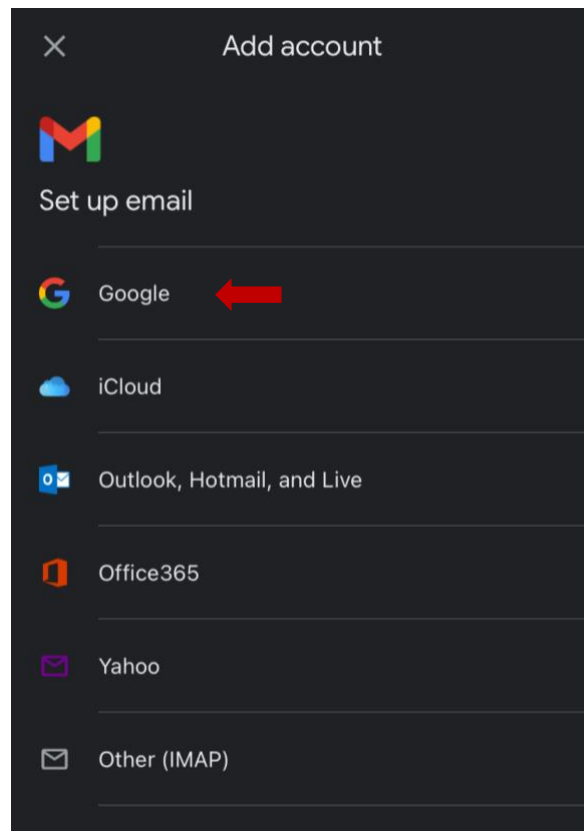 Add account
Set up email
Google
iCloud
Outlook, Hotmail, and Live
Office365
Yahoo
Other (IMAP)